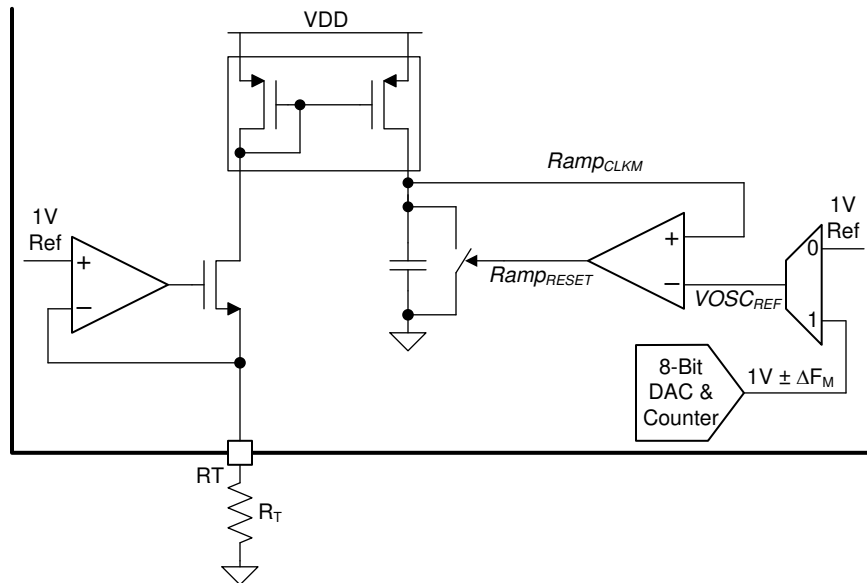 VDD
Ramp_CLKM
1V
Ref
+
−
Ramp_RESET
+
−
VOSC_REF
1V
Ref
0
1
8-Bit
DAC &
Counter
1V ± ΔF_M
RT
R_T